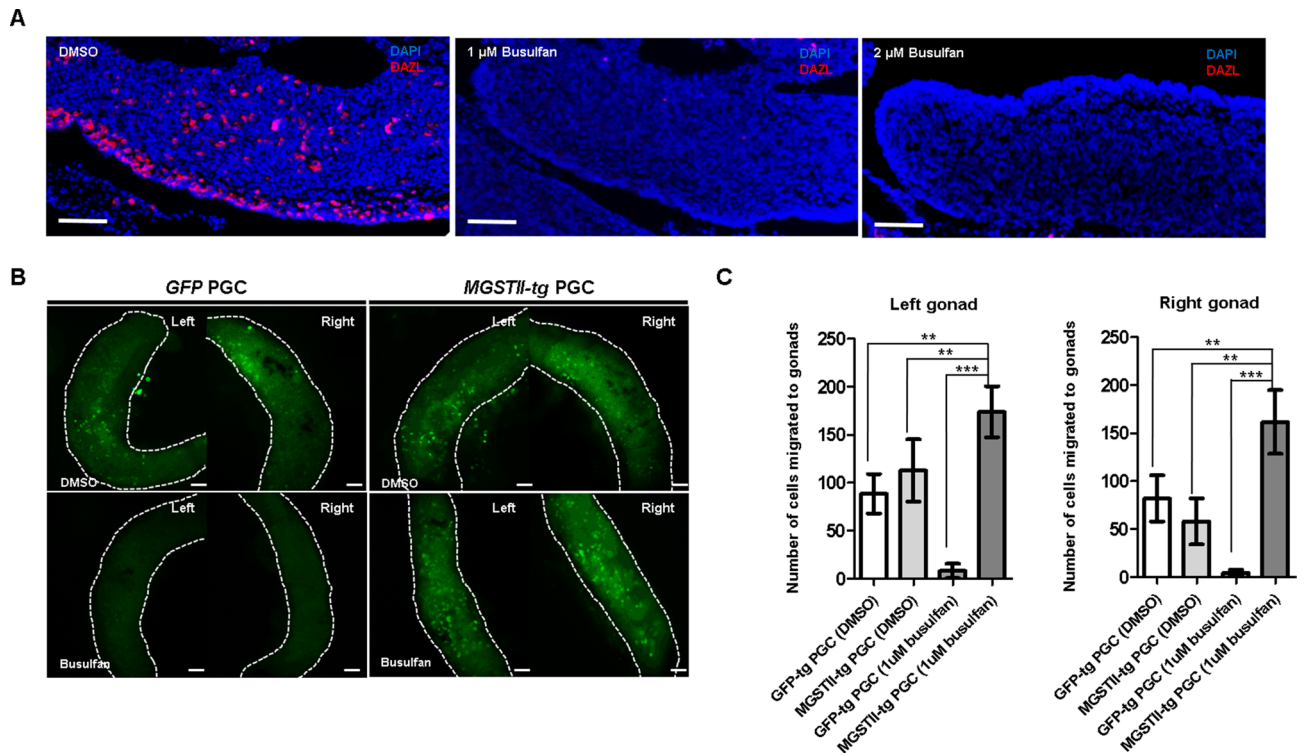 A
DMSO
DAPI
DAZL
1 µM Busulfan
DAPI
DAZL
2 µM Busulfan
DAPI
DAZL
B
GFP PGC
MGSTII-tg PGC
Left
Right
Left
Right
DMSO
DMSO
Left
Right
Left
Right
Busulfan
Busulfan
C
Left gonad
Number of cells migrated to gonads
250
200
150
100
50
0
**
**
***
GFP-tg PGC (DMSO)
MGSTII-tg PGC (DMSO)
GFP-tg PGC (1uM busulfan)
MGSTII-tg PGC (1uM busulfan)
Right gonad
Number of cells migrated to gonads
250
200
150
100
50
0
**
**
***
GFP-tg PGC (DMSO)
MGSTII-tg PGC (DMSO)
GFP-tg PGC (1uM busulfan)
MGSTII-tg PGC (1uM busulfan)